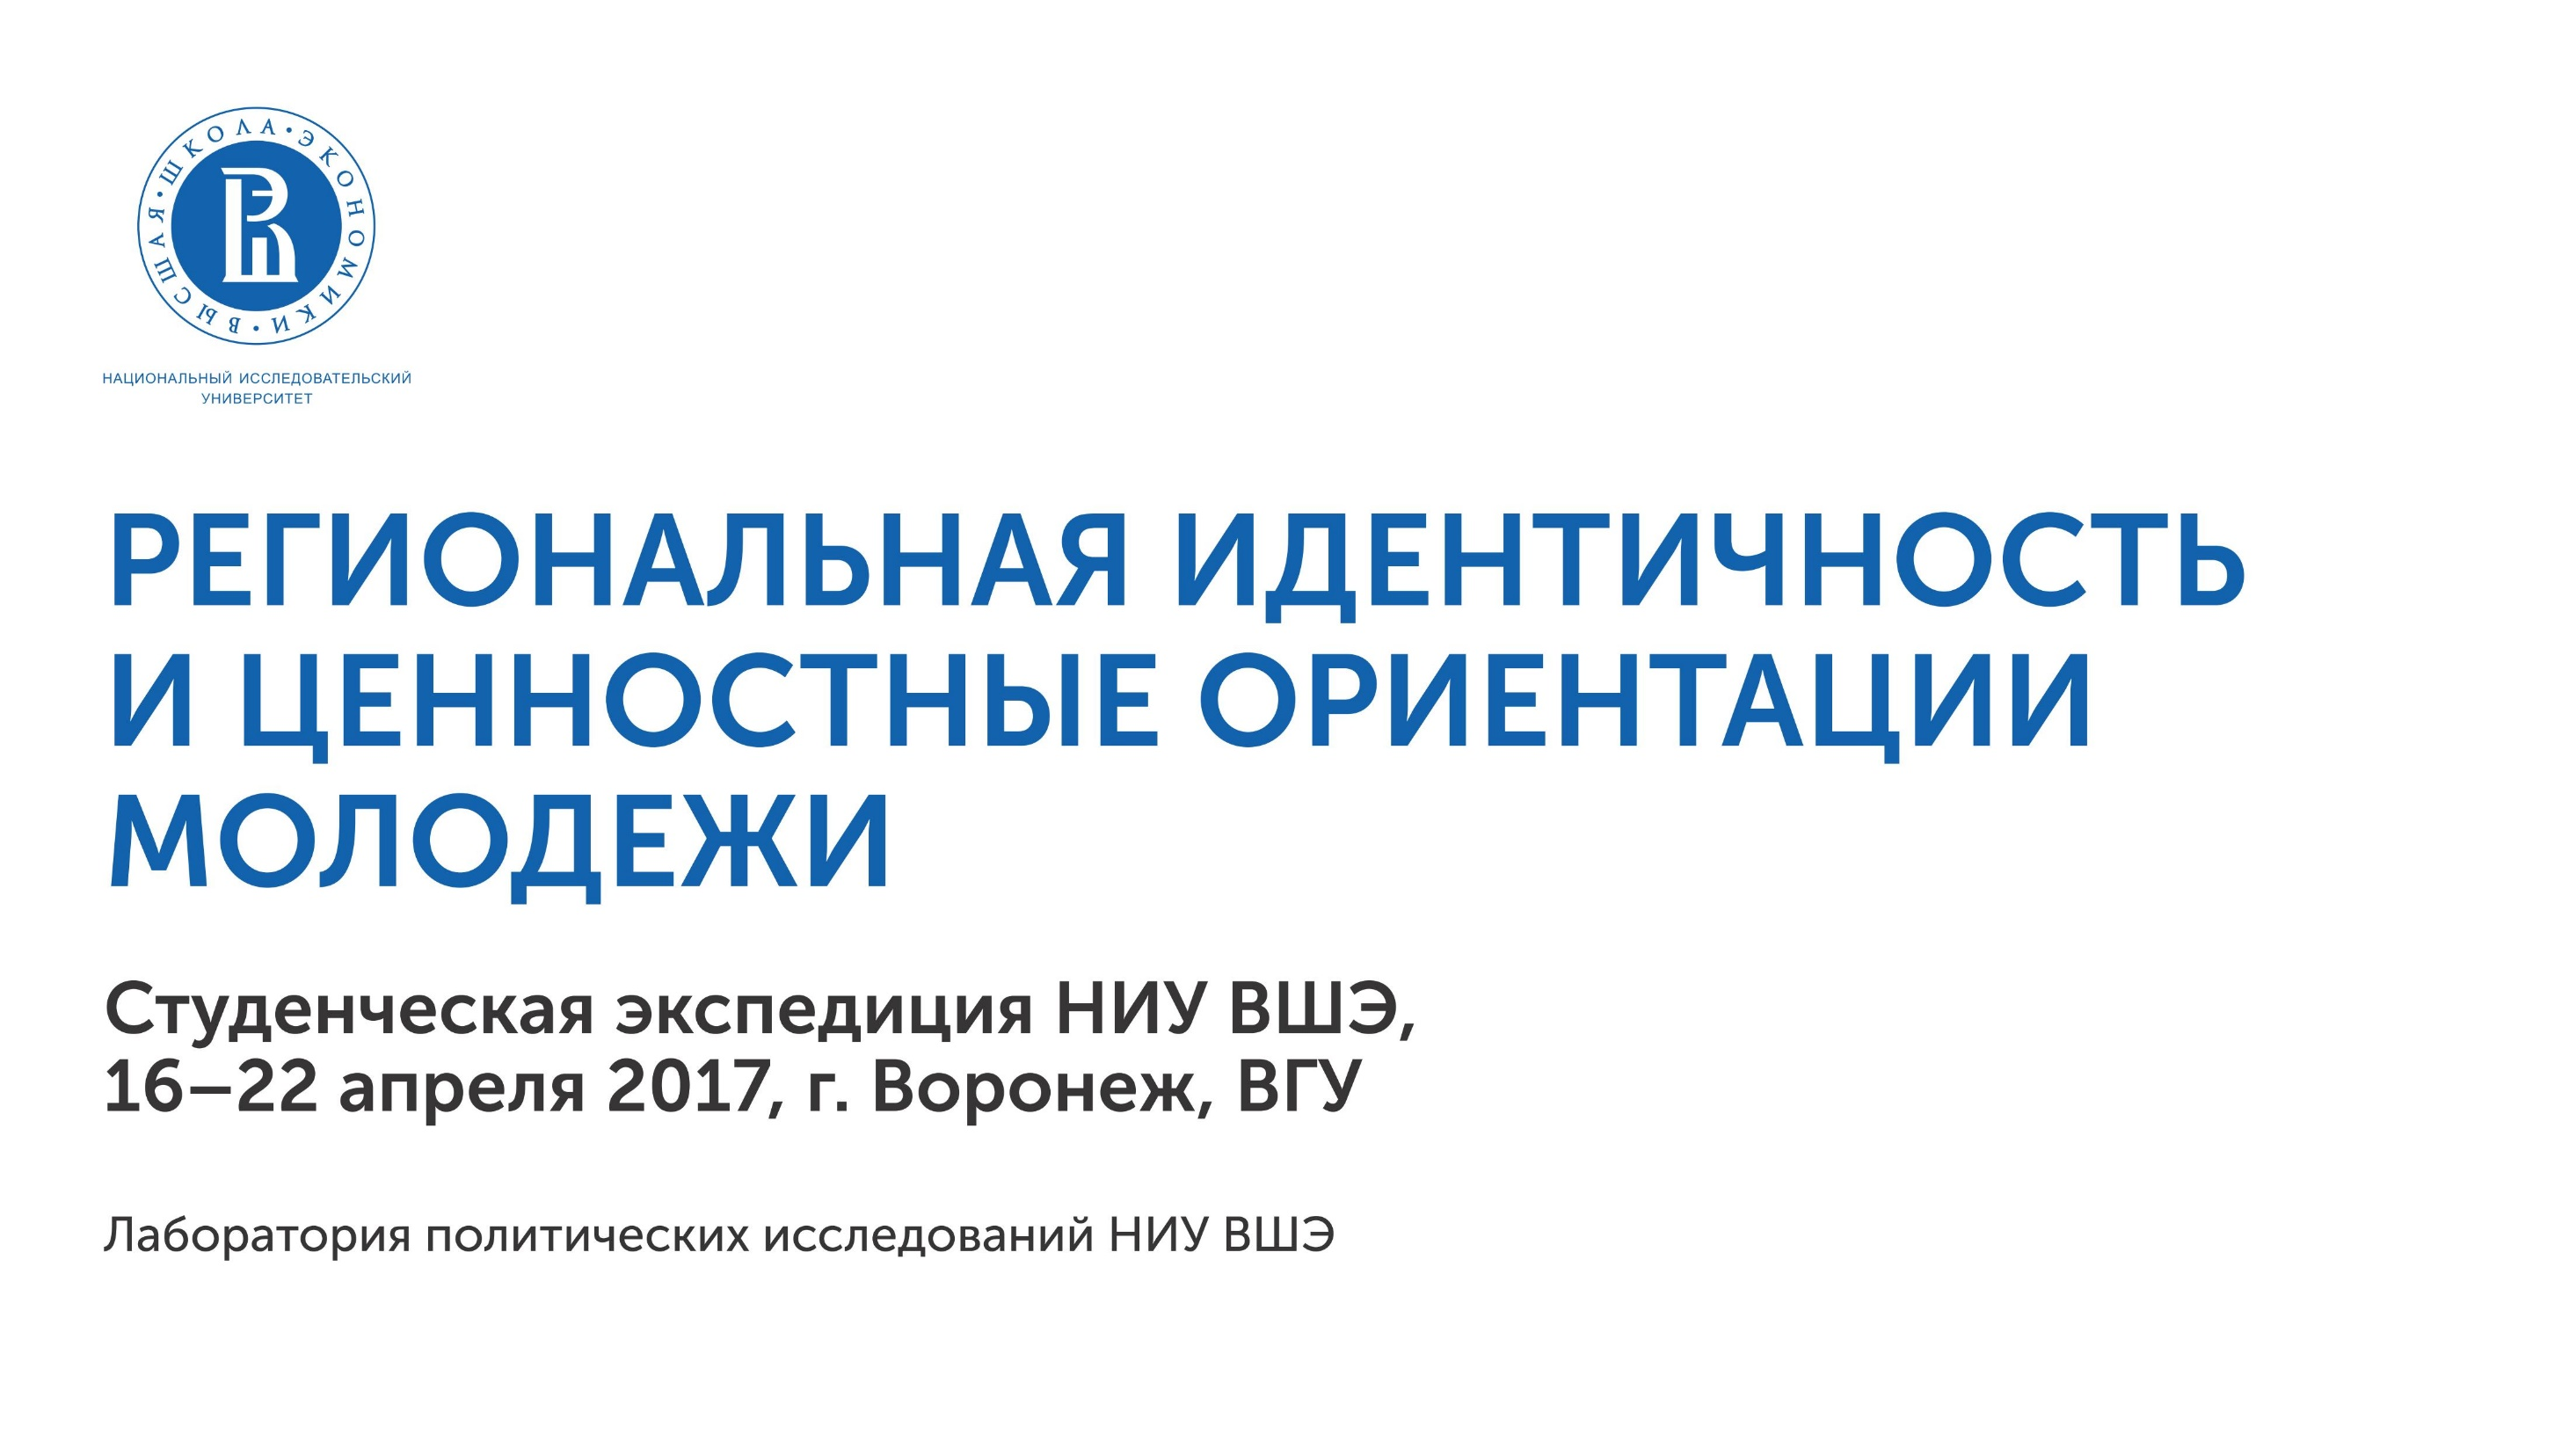 ВЫСШАЯ · ШКОЛА · ЭКОНОМИКИ ·
НАЦИОНАЛЬНЫЙ ИССЛЕДОВАТЕЛЬСКИЙ
УНИВЕРСИТЕТ
РЕГИОНАЛЬНАЯ ИДЕНТИЧНОСТЬ
И ЦЕННОСТНЫЕ ОРИЕНТАЦИИ
МОЛОДЕЖИ
Студенческая экспедиция НИУ ВШЭ,
16–22 апреля 2017, г. Воронеж, ВГУ
Лаборатория политических исследований НИУ ВШЭ